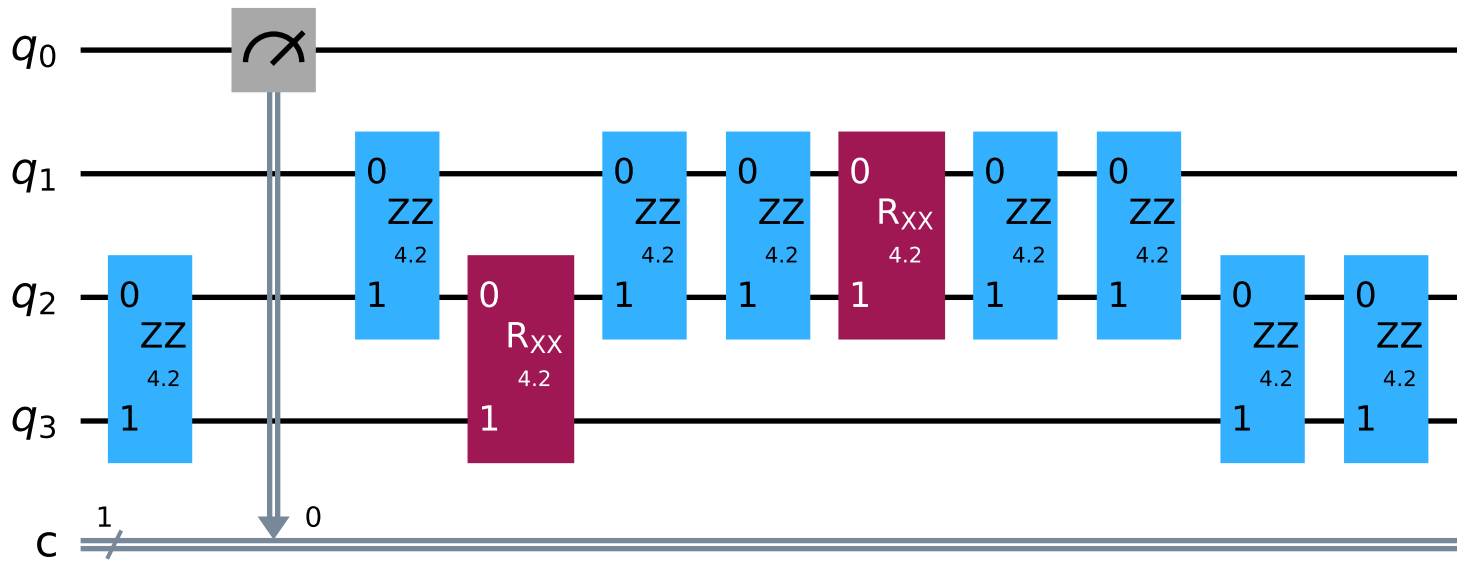 q0
0 0 0 0 0 0
q1
ZZ ZZ ZZ RXX ZZ ZZ
4.2 4.2 4.2 4.2 4.2 4.2
q2
0 1 0 1 1 1 1 1 0 0
ZZ RXX ZZ ZZ
4.2 4.2 4.2 4.2
q3
1 1 1 1
1 0
c